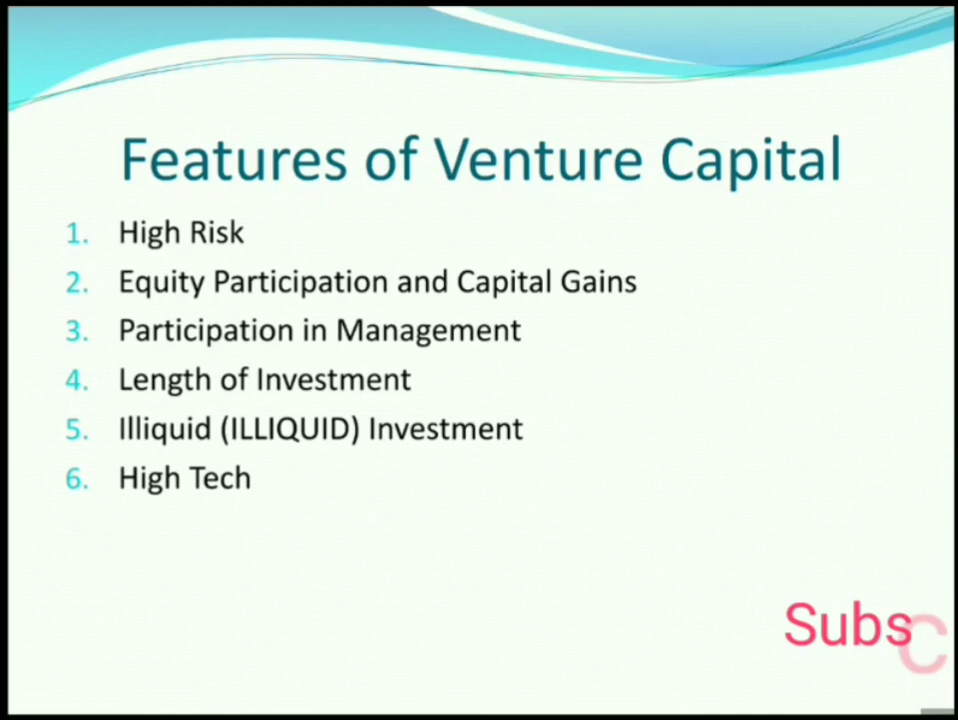 Features of Venture Capital
1. High Risk
2. Equity Participation and Capital Gains
3. Participation in Management
4. Length of Investment
5. Illiquid (ILLIQUID) Investment
6. High Tech
Subsc